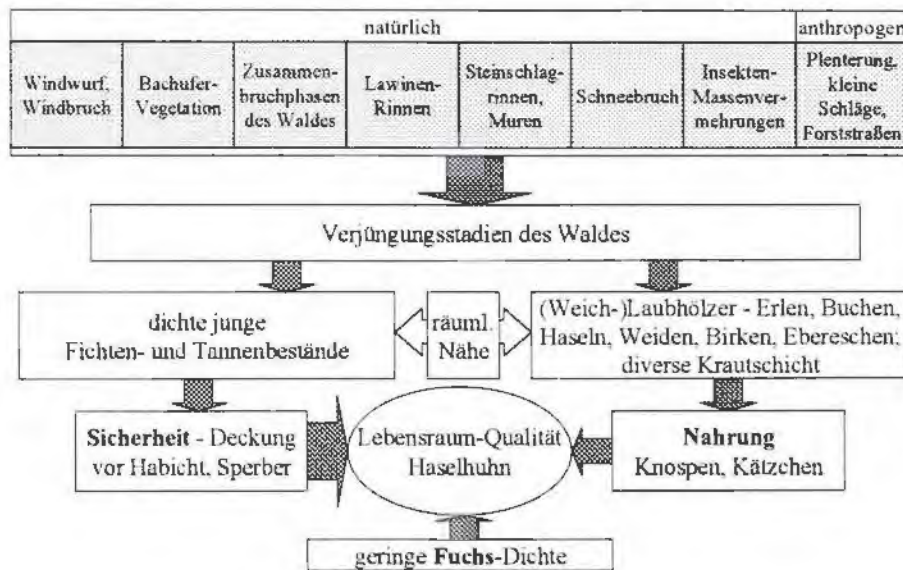 natürlich
anthropogen
Windwurf,
Windbruch
Bachufer-
Vegetation
Zusammen-
bruchphasen
des Waldes
Lawinen-
Rinnen
Steinschlag-
rinnen,
Muren
Schneebruch
Insekten-
Massenver-
mehrungen
Plenterung,
kleine
Schläge,
Forststraßen
Verjüngungsstadien des Waldes
dichte junge
Fichten- und Tannenbestände
räuml.
Nähe
(Weich-)Laubhölzer - Erlen, Buchen,
Haseln, Weiden, Birken, Ebereschen;
diverse Krautschicht
Sicherheit - Deckung
vor Habicht, Sperber
Lebensraum-Qualität
Haselhuhn
Nahrung
Knospen, Kätzchen
geringe Fuchs-Dichte